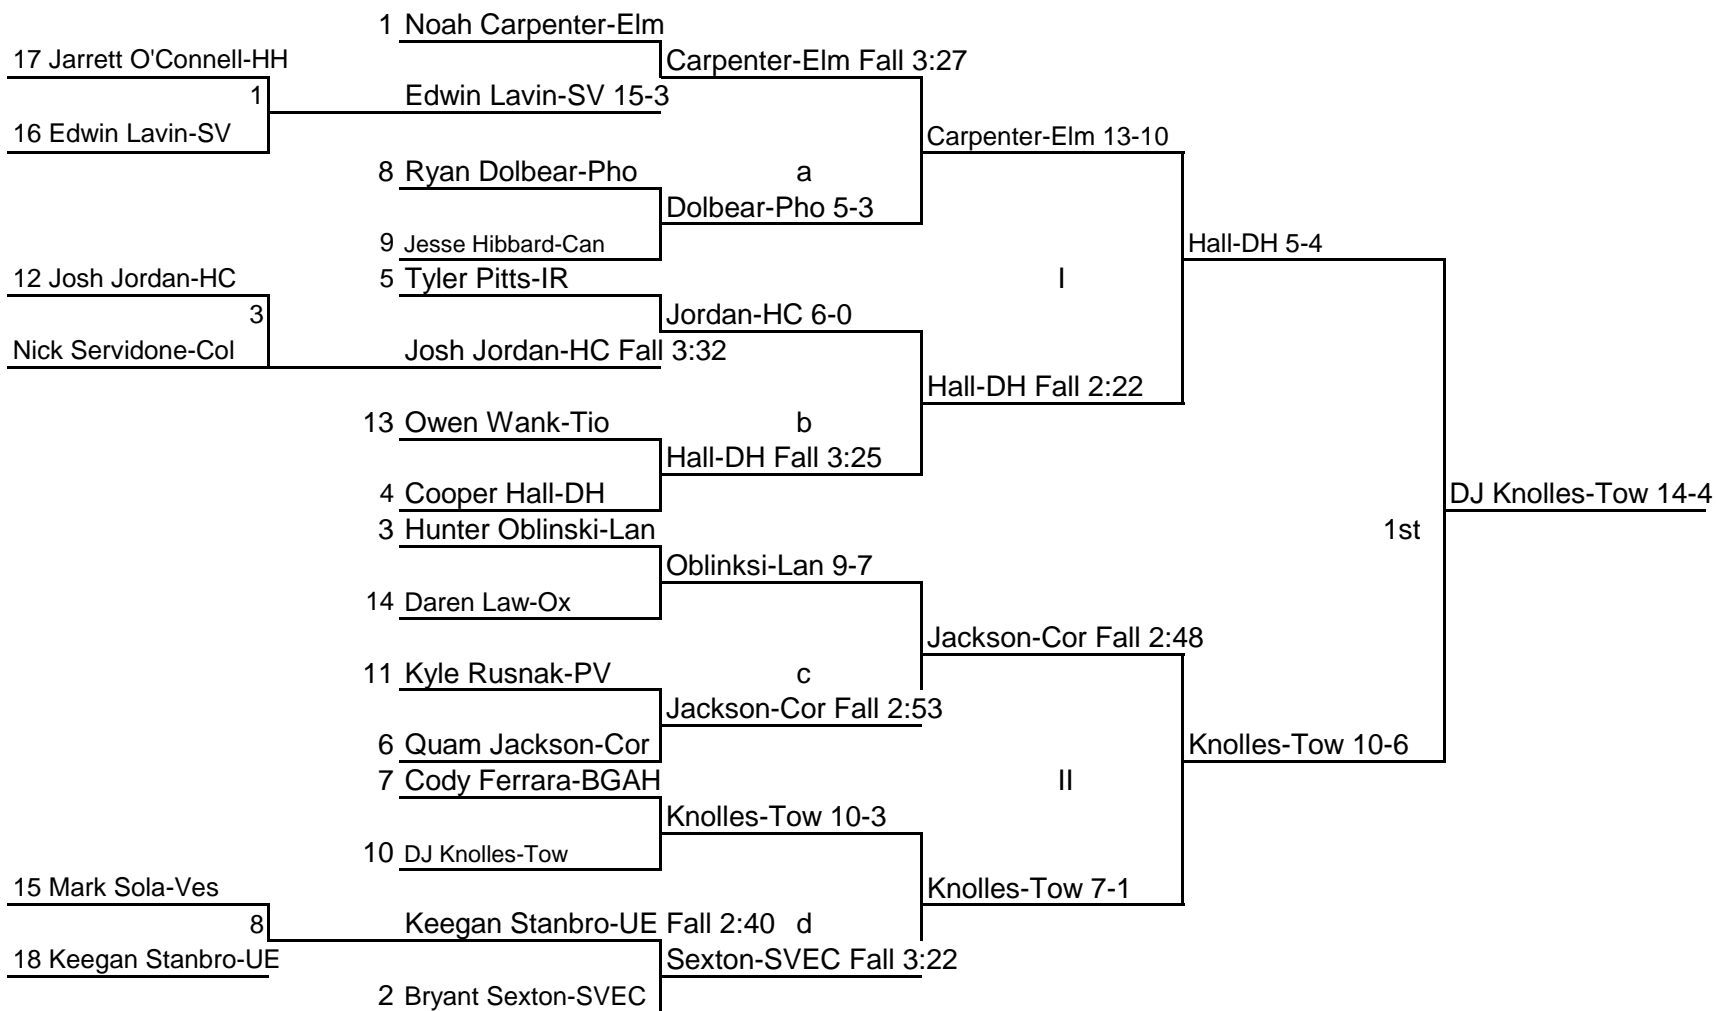 1 Noah Carpenter-Elm
17 Jarrett O'Connell-HH
Carpenter-Elm Fall 3:27
1
Edwin Lavin-SV 15-3
16 Edwin Lavin-SV
Carpenter-Elm 13-10
8 Ryan Dolbear-Pho
a
Dolbear-Pho 5-3
9 Jesse Hibbard-Can
Hall-DH 5-4
12 Josh Jordan-HC
5 Tyler Pitts-IR
I
3
Jordan-HC 6-0
Nick Servidone-Col
Josh Jordan-HC Fall 3:32
Hall-DH Fall 2:22
13 Owen Wank-Tio
b
Hall-DH Fall 3:25
4 Cooper Hall-DH
DJ Knolles-Tow 14-4
3 Hunter Oblinski-Lan
1st
Oblinksi-Lan 9-7
14 Daren Law-Ox
Jackson-Cor Fall 2:48
11 Kyle Rusnak-PV
c
Jackson-Cor Fall 2:53
6 Quam Jackson-Cor
Knolles-Tow 10-6
7 Cody Ferrara-BGAH
II
Knolles-Tow 10-3
10 DJ Knolles-Tow
15 Mark Sola-Ves
Knolles-Tow 7-1
8
Keegan Stanbro-UE Fall 2:40
d
18 Keegan Stanbro-UE
Sexton-SVEC Fall 3:22
2 Bryant Sexton-SVEC